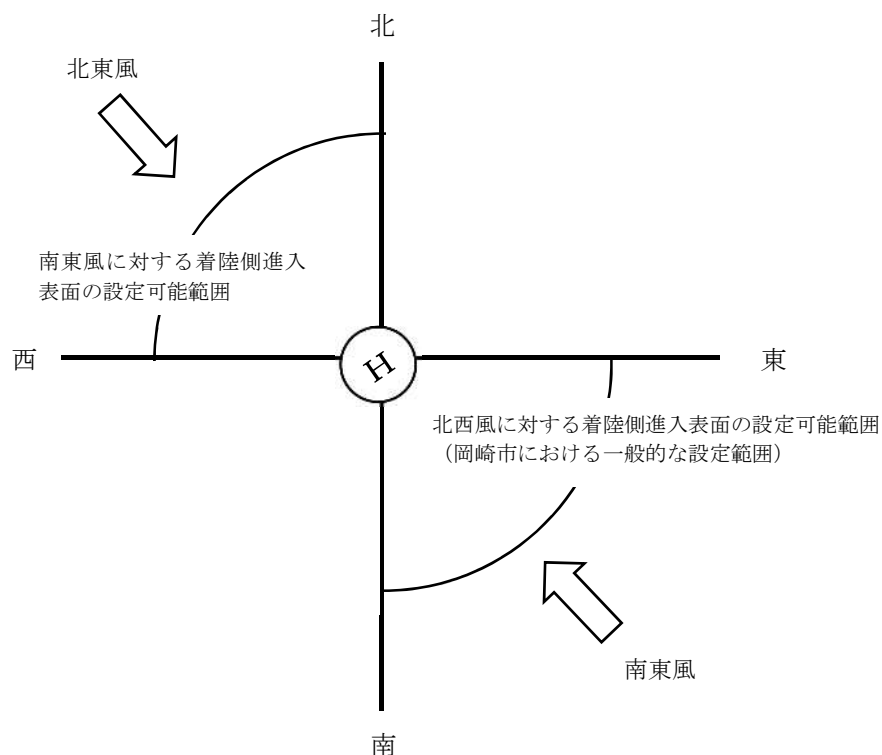 北
北東風
南東風に対する着陸側進入
表面の設定可能範囲
西
H
東
北西風に対する着陸側進入表面の設定可能範囲
（岡崎市における一般的な設定範囲）
南東風
南